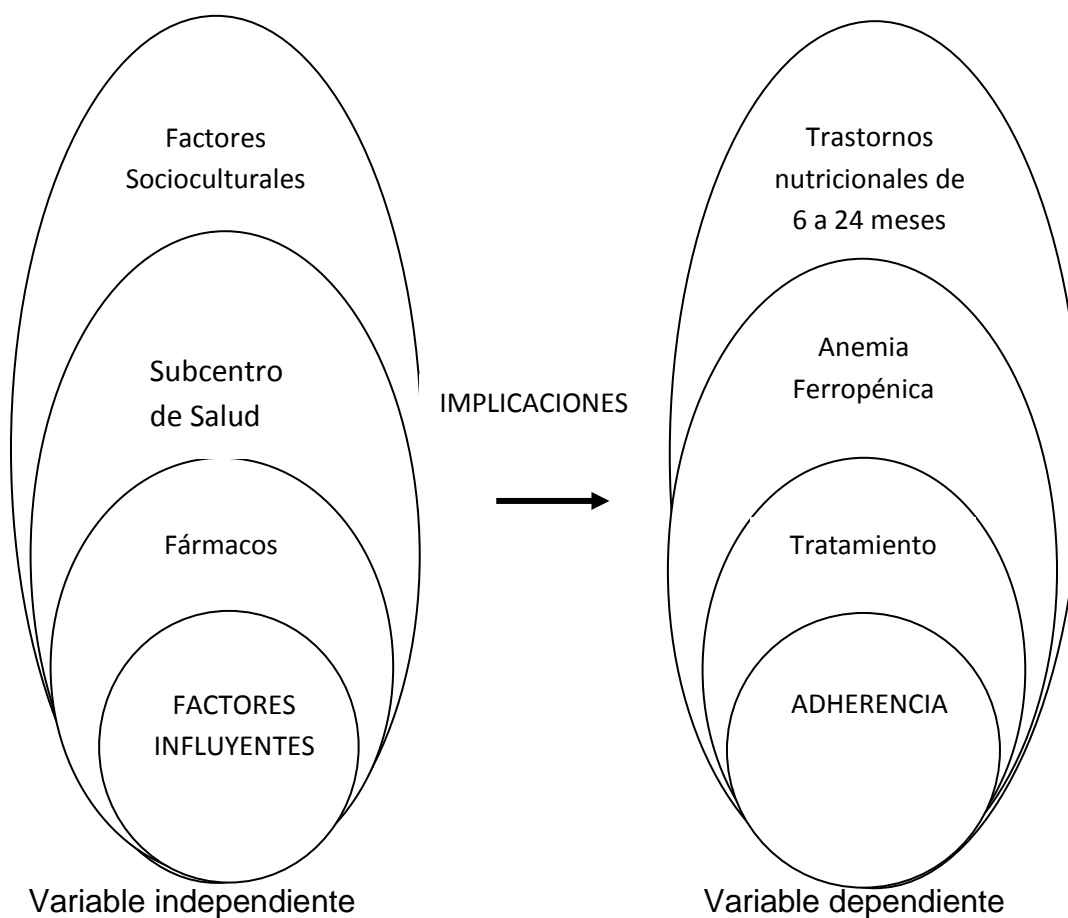 Factores
Socioculturales
Subcentro
de Salud
Fármacos
FACTORES
INFLUYENTES
Variable independiente
IMPLICACIONES
Trastornos
nutricionales de
6 a 24 meses
Anemia
Ferropénica
Tratamiento
ADHERENCIA
Variable dependiente